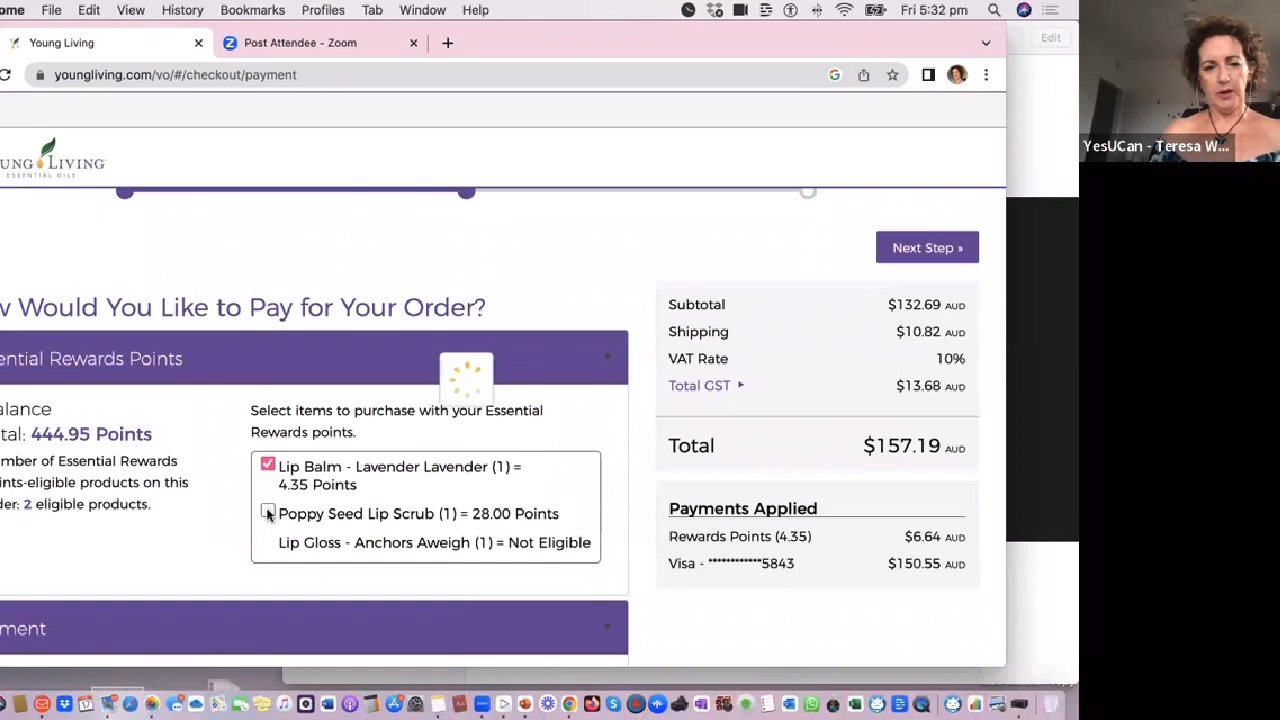 ome File Edit View History Bookmarks Profiles Tab Window Help Fri 5:32 pm
Young Living Post Attendee - Zoom Edit
youngliving.com/vo/#/checkout/payment
YesUCan - Teresa W...
UNG LIVING
ESSENTIAL OILS
Next Step »
w Would You Like to Pay for Your Order?
ential Rewards Points
alance
tal: 444.95 Points
mber of Essential Rewards
ints-eligible products on this
der: 2 eligible products.
Select items to purchase with your Essential
Rewards points.
Lip Balm - Lavender Lavender (1) =
4.35 Points
Poppy Seed Lip Scrub (1) = 28.00 Points
Lip Gloss - Anchors Aweigh (1) = Not Eligible
ment
Subtotal $132.69 AUD
Shipping $10.82 AUD
VAT Rate 10%
Total GST $13.68 AUD
Total $157.19 AUD
Payments Applied
Rewards Points (4.35) $6.64 AUD
Visa - ************5843 $150.55 AUD